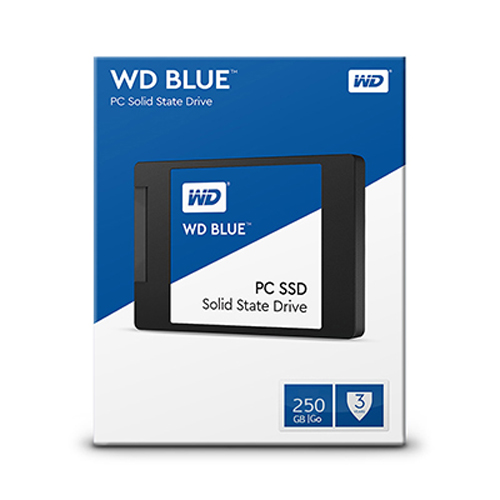 WD BLUE™
PC Solid State Drive
WD®
WD®
WD BLUE™
PC SSD
Solid State Drive
250
GB|Go
3